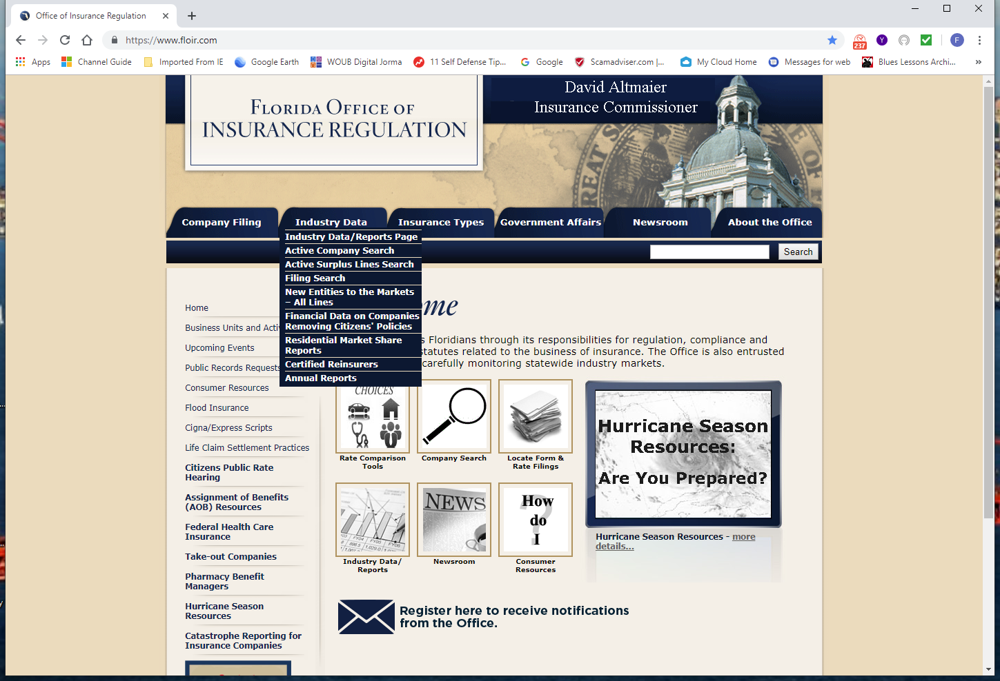 Office of Insurance Regulation
https://www.floir.com
237
Y
F
Apps
Channel Guide
Imported From IE
Google Earth
WOUB Digital Jorma
11 Self Defense Tip...
Google
Scamadviser.com |...
My Cloud Home
Messages for web
Blues Lessons Archi...
»
FLORIDA OFFICE OF
INSURANCE REGULATION
David Altmaier
Insurance Commissioner
GREAT SEAL OF
Company Filing
Industry Data
Insurance Types
Government Affairs
Newsroom
About the Office
Search
Industry Data/Reports Page
Active Company Search
Active Surplus Lines Search
Filing Search
New Entities to the Markets
– All Lines
Financial Data on Companies
Removing Citizens' Policies
Residential Market Share
Reports
Certified Reinsurers
Annual Reports
Home
Business Units and Acti
Upcoming Events
Public Records Requests
Consumer Resources
Flood Insurance
Cigna/Express Scripts
Life Claim Settlement Practices
Citizens Public Rate
Hearing
Assignment of Benefits
(AOB) Resources
Federal Health Care
Insurance
Take-out Companies
Pharmacy Benefit
Managers
Hurricane Season
Resources
Catastrophe Reporting for
Insurance Companies
ome
s Floridians through its responsibilities for regulation, compliance and
statutes related to the business of insurance. The Office is also entrusted
carefully monitoring statewide industry markets.
CHOICES
Rate Comparison
Tools
Company Search
Locate Form &
Rate Filings
FY04 FY05 FY06
NEWS
How
do
I
?
Industry Data/
Reports
Newsroom
Consumer
Resources
Hurricane Season
Resources:
Are You Prepared?
Hurricane Season Resources - more
details...
Register here to receive notifications
from the Office.